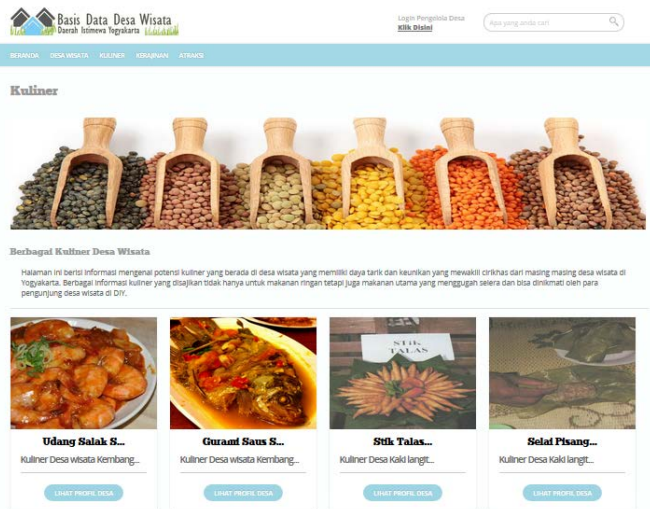 Basis Data Desa Wisata
Daerah Istimewa Yogyakarta
Login Pengelola Desa
Klik Disini
Apa yang anda cari?
BERANDA DESA WISATA KULINER KERAJINAN ATRAKSI
Kuliner
Berbagai Kuliner Desa Wisata
Halaman ini berisi informasi mengenai potensi kuliner yang berada di desa wisata yang memiliki daya tarik dan keunikan yang mewakili cirikhas dari masing masing desa wisata di
Yogyakarta. Berbagai informasi kuliner yang disajikan tidak hanya untuk makanan ringan tetapi juga makanan utama yang menggugah selera dan bisa dinikmati oleh para
pengunjung desa wisata di DIY.
STIK
TALAS
Udang Salak S...
Kuliner Desa wisata Kembang...
LIHAT PROFIL DESA
Gurami Saus S...
Kuliner Desa wisata Kembang...
LIHAT PROFIL DESA
Stik Talas...
Kuliner Desa Kaki langit...
LIHAT PROFIL DESA
Selai Pisang...
Kuliner Desa Kaki langit...
LIHAT PROFIL DESA